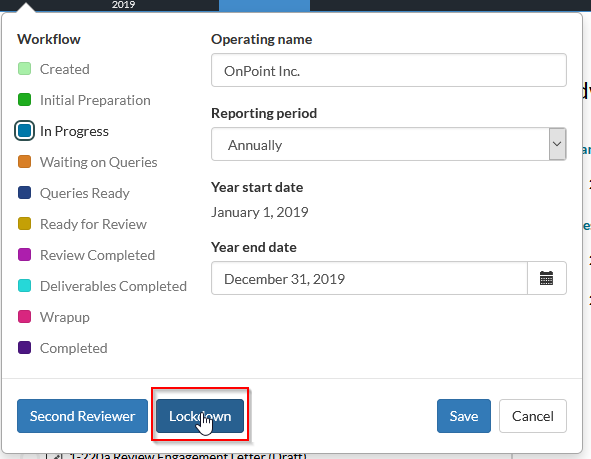 2019
Workflow
Created
Initial Preparation
In Progress
Waiting on Queries
Queries Ready
Ready for Review
Review Completed
Deliverables Completed
Wrapup
Completed
Operating name
OnPoint Inc.
Reporting period
Annually
Year start date
January 1, 2019
Year end date
December 31, 2019
Second Reviewer
Lockdown
Save
Cancel
1-220a Review Engagement Letter (Draft)